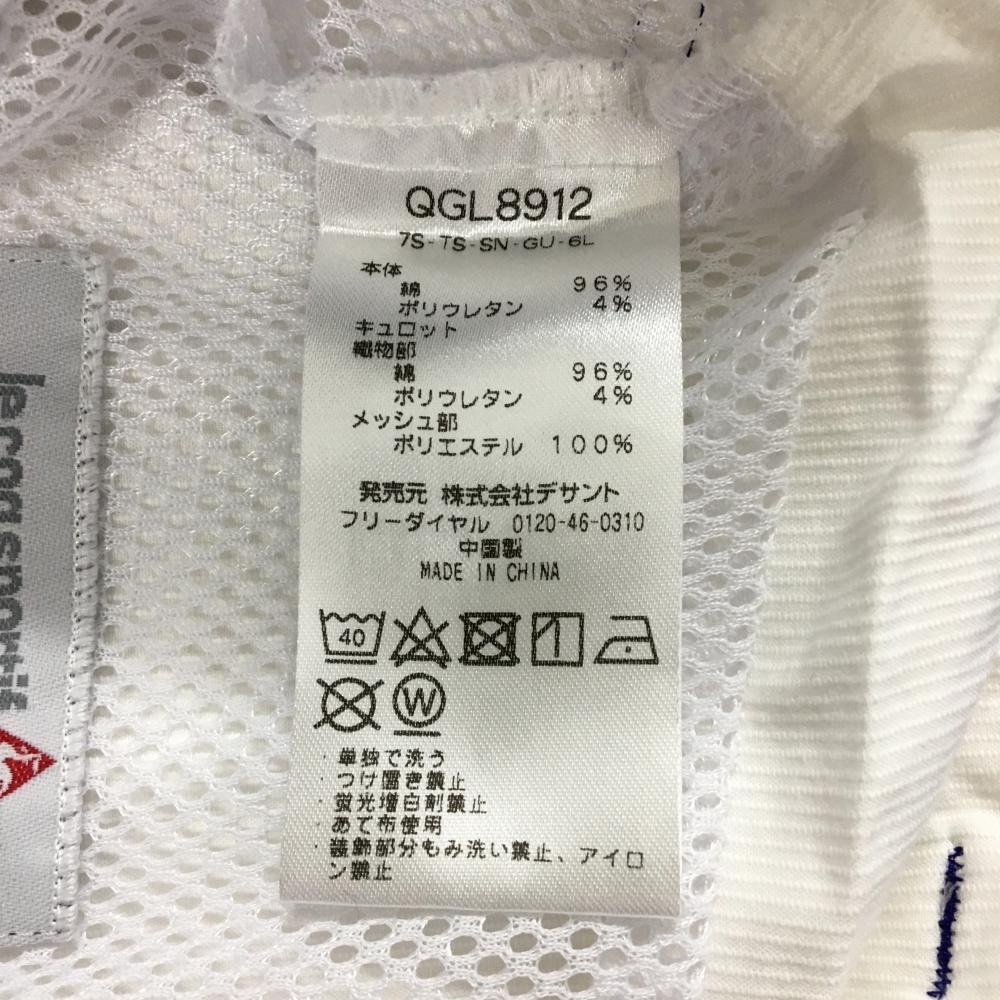 QGL8912
7S-TS-SN-GU-6L
本体
綿 96%
ポリウレタン 4%
キュロット
織物部
綿 96%
ポリウレタン 4%
メッシュ部
ポリエステル 100%
発売元 株式会社デサント
フリーダイヤル 0120-46-0310
中国製
MADE IN CHINA
40
W
・単独で洗う
・つけ置き禁止
・蛍光増白剤禁止
・あて布使用
・装飾部分もみ洗い禁止、アイロ
ン禁止
le coq sportif